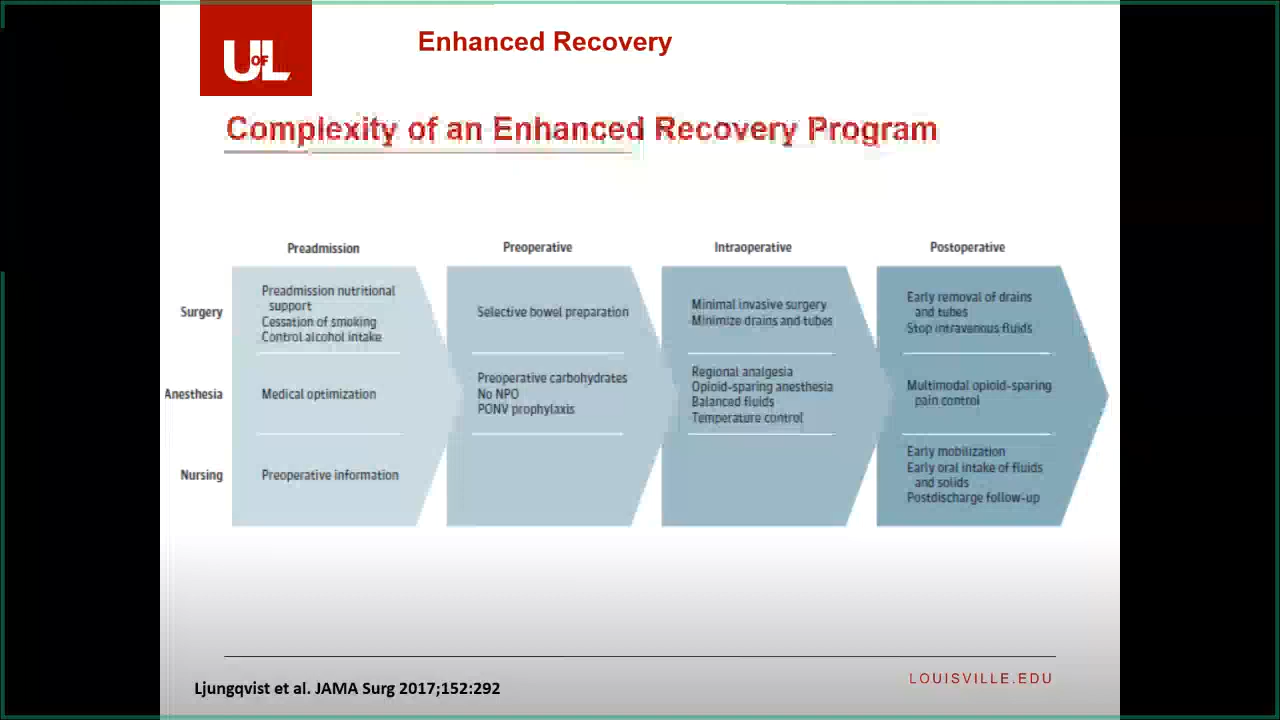 UOFL
Enhanced Recovery
Complexity of an Enhanced Recovery Program
Preadmission
Preoperative
Intraoperative
Postoperative
Surgery
Preadmission nutritional
support
Cessation of smoking
Control alcohol intake
Selective bowel preparation
Minimal invasive surgery
Minimize drains and tubes
Early removal of drains
and tubes
Stop intravenous fluids
Anesthesia
Medical optimization
Preoperative carbohydrates
No NPO
PONV prophylaxis
Regional analgesia
Opioid-sparing anesthesia
Balanced fluids
Temperature control
Multimodal opioid-sparing
pain control
Nursing
Preoperative information
Early mobilization
Early oral intake of fluids
and solids
Postdischarge follow-up
Ljungqvist et al. JAMA Surg 2017;152:292
LOUISVILLE.EDU